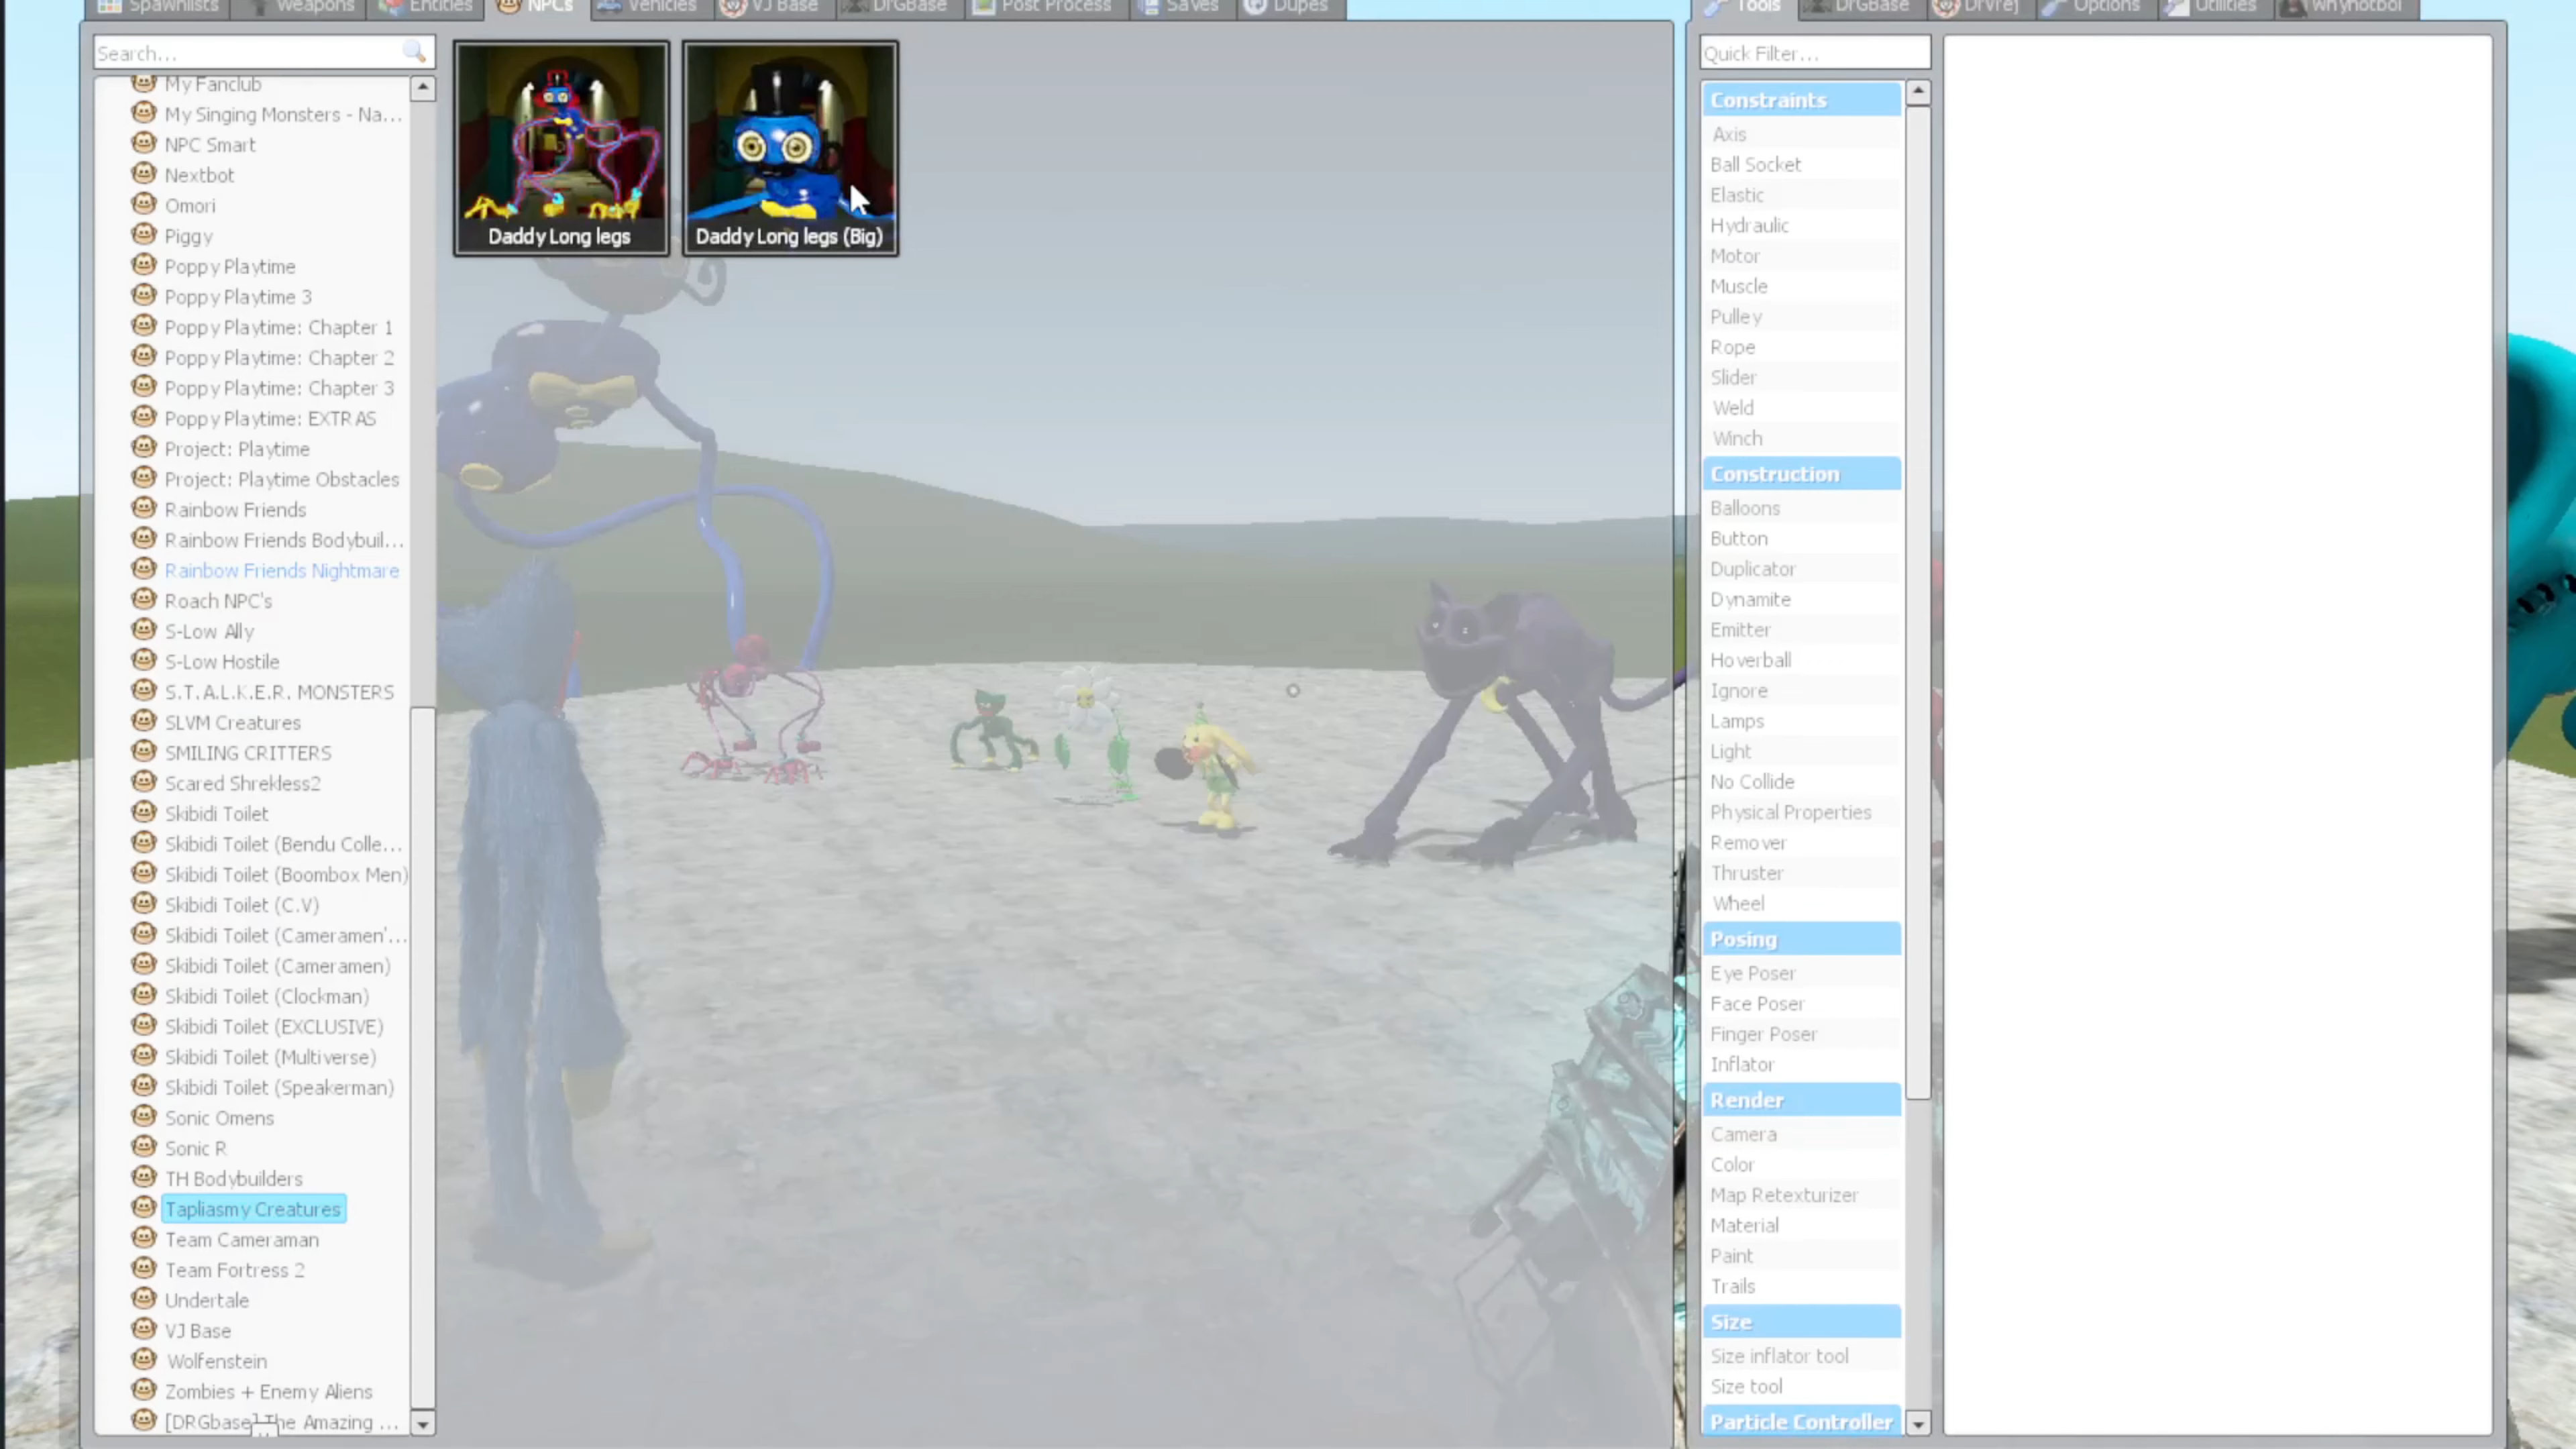 Spawnlists Weapons Entities NPCs Vehicles VJ Base DrGBase Post Process Saves Dupes
Search...
My Fanclub
My Singing Monsters - Na...
NPC Smart
Nextbot
Omori
Piggy
Poppy Playtime
Poppy Playtime 3
Poppy Playtime: Chapter 1
Poppy Playtime: Chapter 2
Poppy Playtime: Chapter 3
Poppy Playtime: EXTRAS
Project: Playtime
Project: Playtime Obstacles
Rainbow Friends
Rainbow Friends Bodybuil...
Rainbow Friends Nightmare
Roach NPC's
S-Low Ally
S-Low Hostile
S.T.A.L.K.E.R. MONSTERS
SLVM Creatures
SMILING CRITTERS
Scared Shrekless2
Skibidi Toilet
Skibidi Toilet (Bendu Colle...
Skibidi Toilet (Boombox Men)
Skibidi Toilet (C.V)
Skibidi Toilet (Cameramen'...
Skibidi Toilet (Cameramen)
Skibidi Toilet (Clockman)
Skibidi Toilet (EXCLUSIVE)
Skibidi Toilet (Multiverse)
Skibidi Toilet (Speakerman)
Sonic Omens
Sonic R
TH Bodybuilders
Tapliasmy Creatures
Team Cameraman
Team Fortress 2
Undertale
VJ Base
Wolfenstein
Zombies + Enemy Aliens
[DRGbase] The Amazing ...
Daddy Long legs
Daddy Long legs (Big)
Tools DrGBase DrVrej Options Utilities Whynotboi
Quick Filter...
Constraints
Axis
Ball Socket
Elastic
Hydraulic
Motor
Muscle
Pulley
Rope
Slider
Weld
Winch
Construction
Balloons
Button
Duplicator
Dynamite
Emitter
Hoverball
Ignore
Lamps
Light
No Collide
Physical Properties
Remover
Thruster
Wheel
Posing
Eye Poser
Face Poser
Finger Poser
Inflator
Render
Camera
Color
Map Retexturizer
Material
Paint
Trails
Size
Size inflator tool
Size tool
Particle Controller